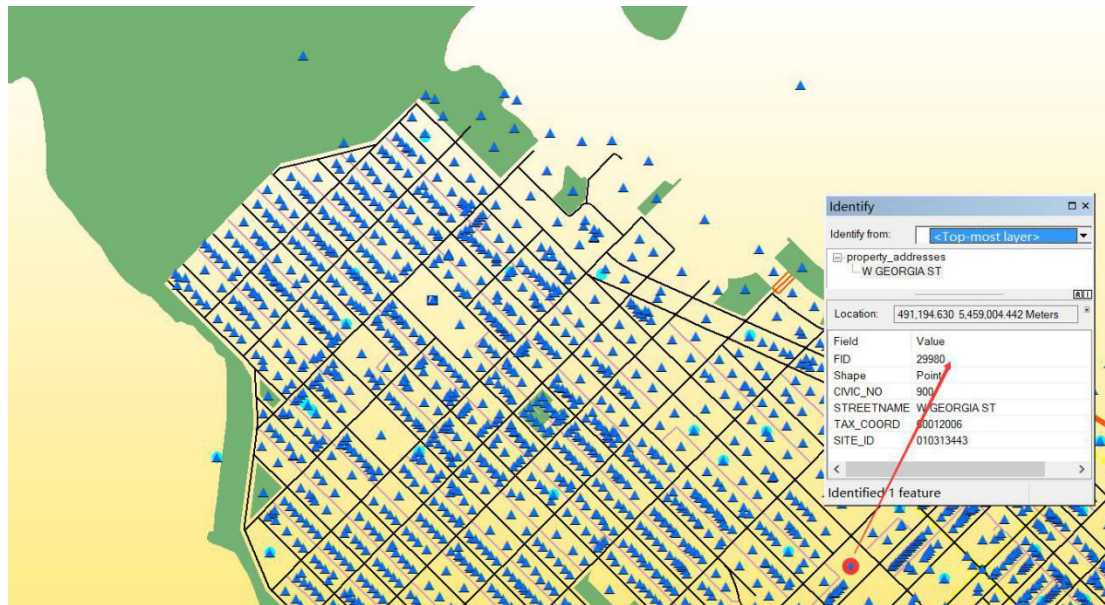 Identify
Identify from: <Top-most layer>
property_addresses
W GEORGIA ST
Location: 491,194.630 5,459,004.442 Meters
Field Value
FID 29980
Shape Point
CIVIC_NO 900
STREETNAME W GEORGIA ST
TAX_COORD 60012006
SITE_ID 010313443
Identified 1 feature